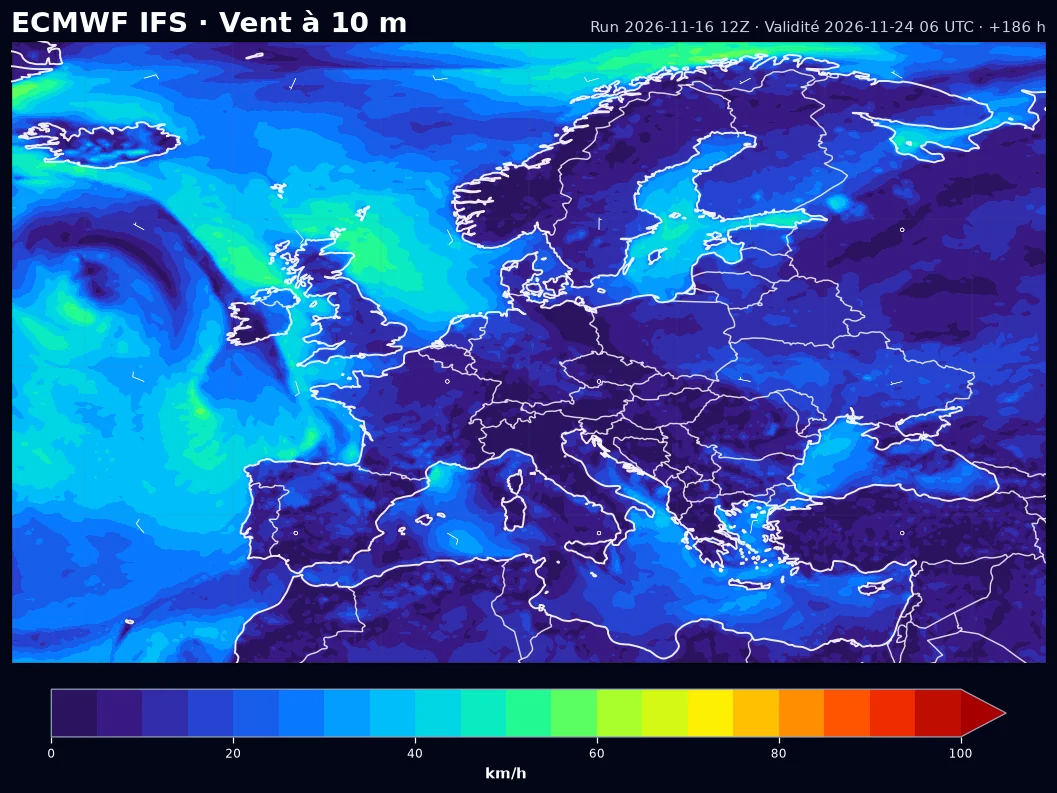 ECMWF IFS · Vent à 10 m
Run 2026-11-16 12Z · Validité 2026-11-24 06 UTC · +186 h
0 20 40 60 80 100
km/h